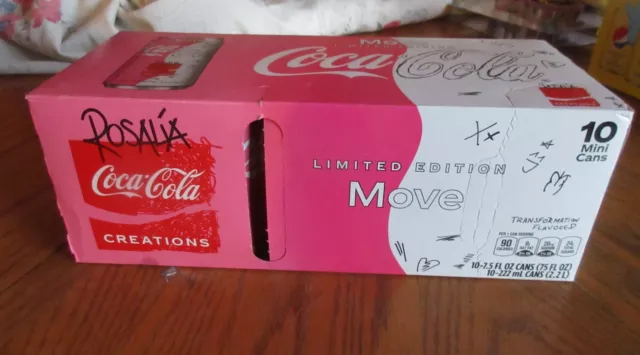 Coca-Cola
ROSALÍA
Coca-Cola
CREATIONS
LIMITED EDITION
Move
10
Mini
Cans
TRANSFORMATION
FLAVORED
90
10-7.5 FL OZ CANS (75 FL OZ)
10-222 mL CANS (2.2 L)